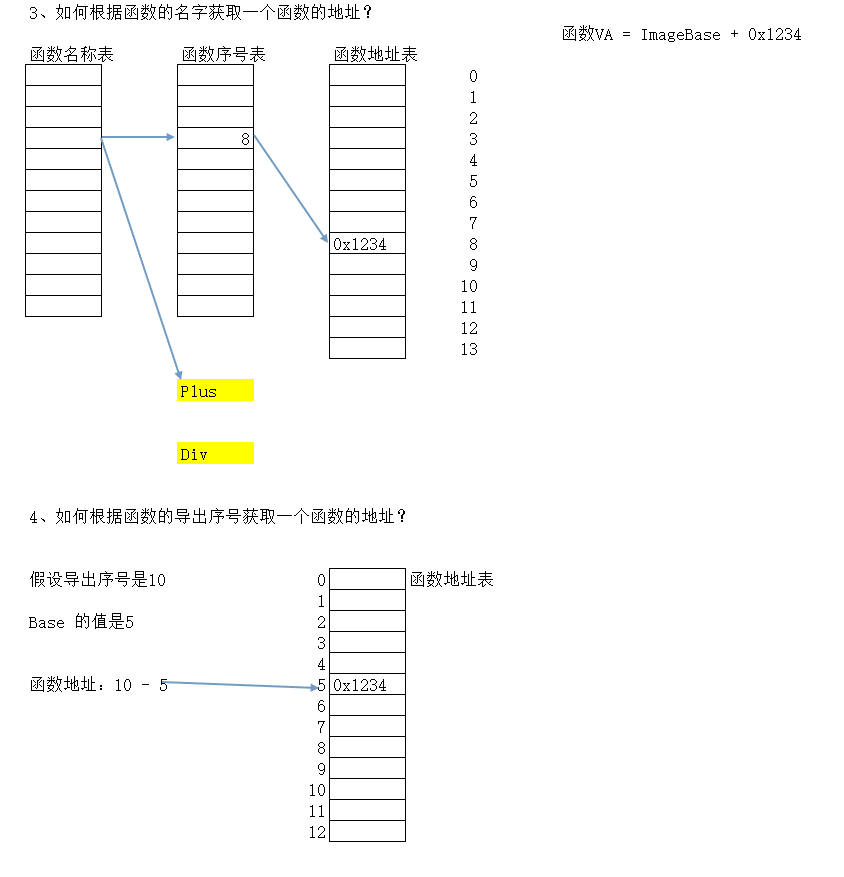 3、如何根据函数的名字获取一个函数的地址？
函数VA = ImageBase + 0x1234
函数名称表 函数序号表 函数地址表
0
1
2
8 3
4
5
6
7
0x1234 8
9
10
11
12
13
Plus
Div
4、如何根据函数的导出序号获取一个函数的地址？
假设导出序号是10 0 函数地址表
1
Base 的值是5 2
3
4
函数地址：10 - 5 5 0x1234
6
7
8
9
10
11
12